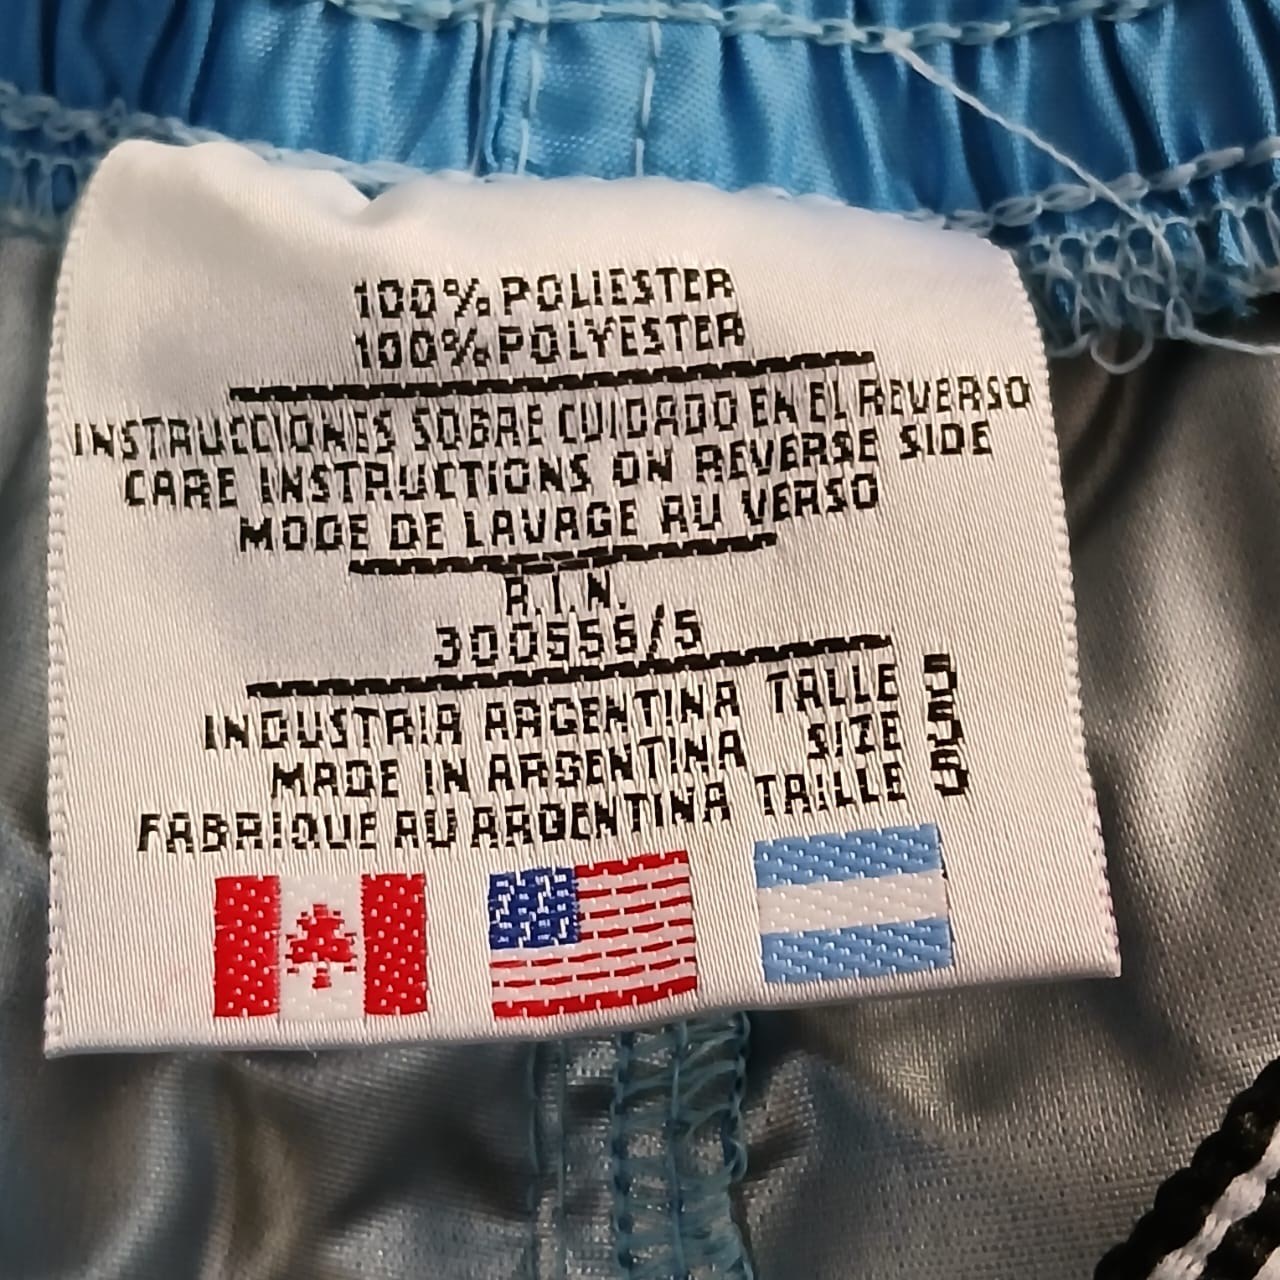 100% POLIESTER
100% POLYESTER
INSTRUCCIONES SOBRE CUIDADO EN EL REVERSO
CARE INSTRUCTIONS ON REVERSE SIDE
MODE DE LAVAGE AU VERSO
R.I.N.
300556/5
INDUSTRIA ARGENTINA TALLE 5
MADE IN ARGENTINA SIZE 5
FABRIQUE AU ARGENTINA TAILLE 5